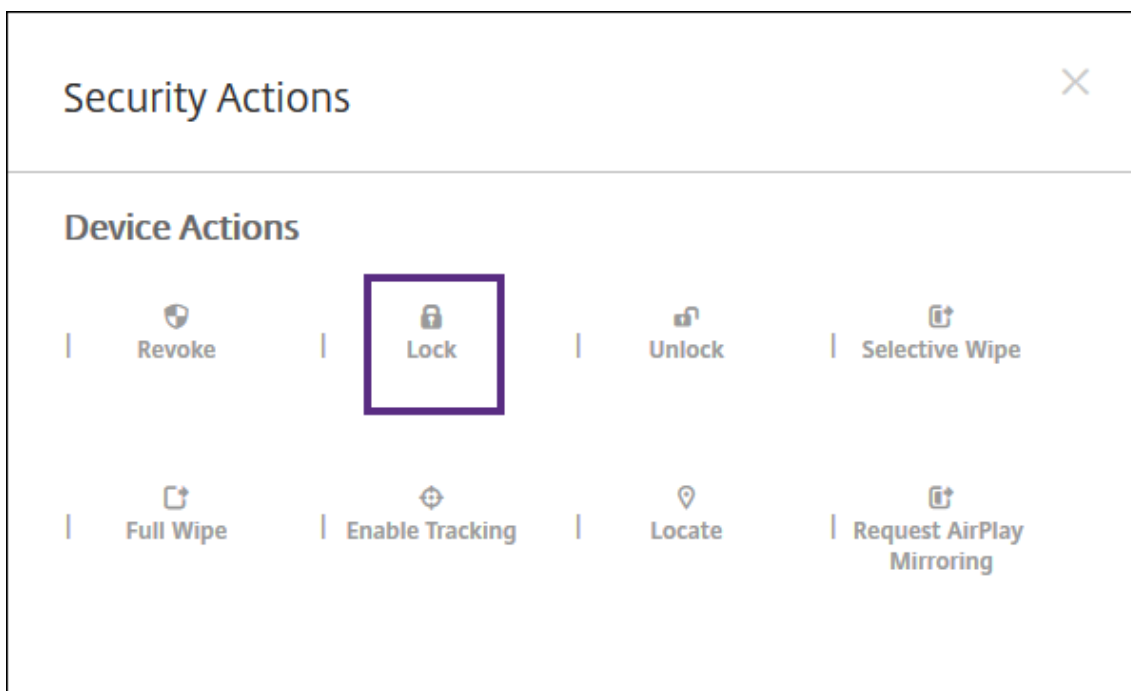 Security Actions
Device Actions
Revoke
Lock
Unlock
Selective Wipe
Full Wipe
Enable Tracking
Locate
Request AirPlay
Mirroring